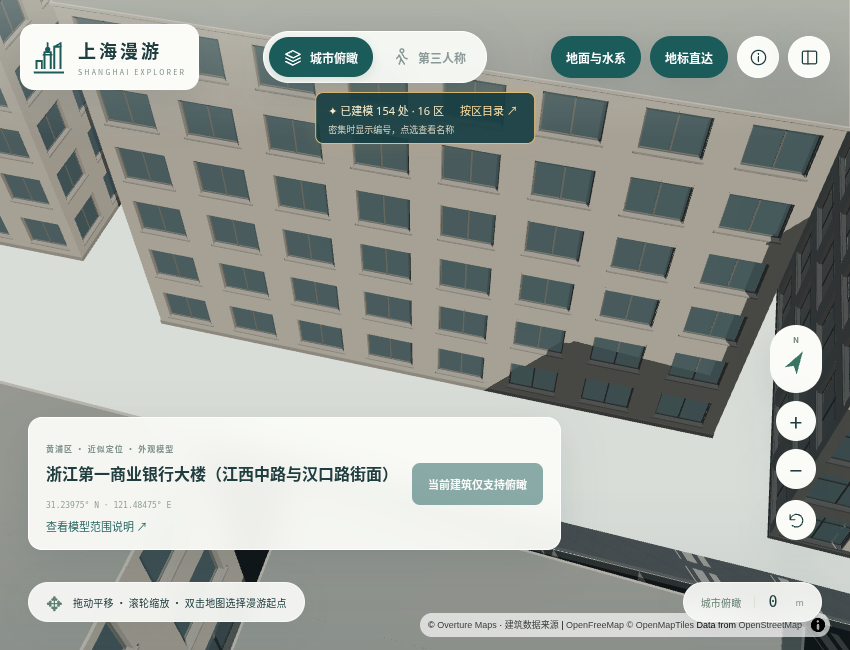 上海漫游
SHANGHAI EXPLORER
城市俯瞰
第三人称
地面与水系
地标直达
✦ 已建模 154 处 · 16 区 按区目录 ↗
密集时显示编号，点选查看名称
N
黄浦区 · 近似定位 · 外观模型
浙江第一商业银行大楼（江西中路与汉口路街面）
31.23975° N · 121.48475° E
查看模型范围说明 ↗
当前建筑仅支持俯瞰
拖动平移 · 滚轮缩放 · 双击地图选择漫游起点
城市俯瞰 0 m
© Overture Maps · 建筑数据来源 | OpenFreeMap © OpenMapTiles Data from OpenStreetMap